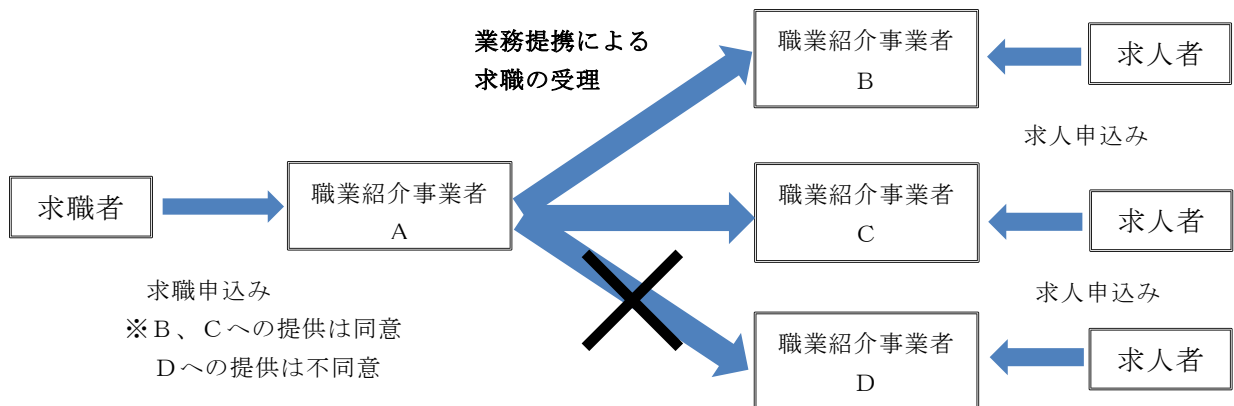 業務提携による
求職の受理
職業紹介事業者
B
求人者
求人申込み
求職者
職業紹介事業者
A
職業紹介事業者
C
求人者
求職申込み
※B、Cへの提供は同意
Dへの提供は不同意
求人申込み
職業紹介事業者
D
求人者